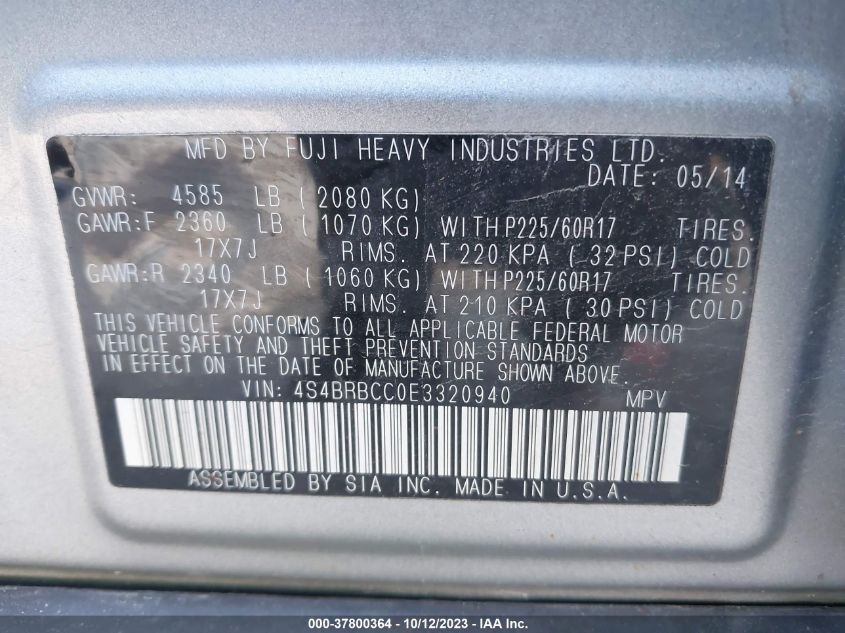 MFD BY FUJI HEAVY INDUSTRIES LTD.
DATE: 05/14
GVWR: 4585 LB ( 2080 KG)
GAWR:F 2360 LB ( 1070 KG) WITH P225/60R17 TIRES.
17X7J RIMS. AT 220 KPA ( 32 PSI) COLD
GAWR:R 2340 LB ( 1060 KG) WITH P225/60R17 TIRES.
17X7J RIMS. AT 210 KPA ( 30 PSI) COLD
THIS VEHICLE CONFORMS TO ALL APPLICABLE FEDERAL MOTOR
VEHICLE SAFETY AND THEFT PREVENTION STANDARDS
IN EFFECT ON THE DATE OF MANUFACTURE SHOWN ABOVE.
VIN: 4S4BRBCC0E3320940 MPV
ASSEMBLED BY SIA INC. MADE IN U.S.A.
000-37800364 - 10/12/2023 - IAA Inc.